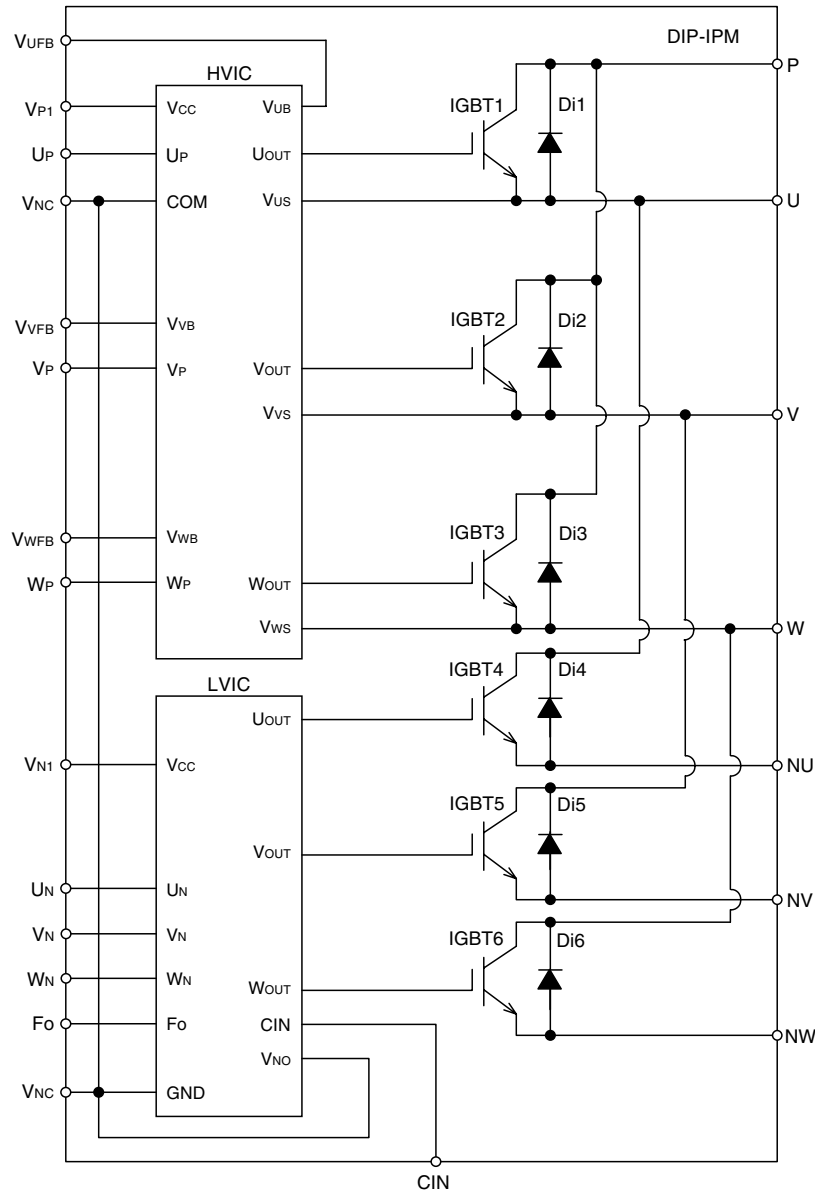 DIP-IPM
VUFB
P
HVIC
IGBT1
Di1
VP1
VCC
VUB
UP
UP
UOUT
VNC
COM
VUS
U
IGBT2
Di2
VVFB
VVB
VP
VP
VOUT
VVS
V
IGBT3
Di3
VWFB
VWB
WP
WP
WOUT
VWS
W
IGBT4
Di4
LVIC
UOUT
VN1
VCC
NU
IGBT5
Di5
VOUT
UN
UN
NV
VN
VN
IGBT6
Di6
WN
WN
WOUT
Fo
Fo
CIN
NW
VNO
VNC
GND
CIN